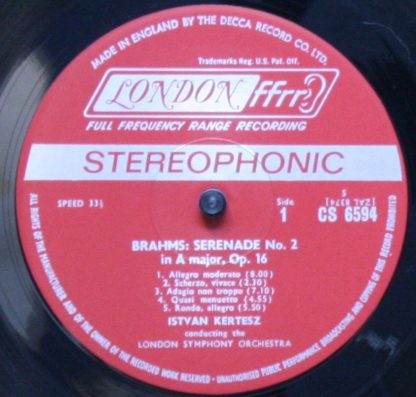 MADE IN ENGLAND BY THE DECCA RECORD CO. LTD.
Trademarks Reg. U.S. Pat. Off.
LONDON ffrr
FULL FREQUENCY RANGE RECORDING
STEREOPHONIC
SPEED 33⅓
Side
1
S
[ZAL 8374]
CS 6594
BRAHMS: SERENADE No. 2
in A major, Op. 16
1. Allegro moderato (8.00)
2. Scherzo, vivace (2.30)
3. Adagio non troppo (7.10)
4. Quasi menuetto (4.55)
5. Rondo, allegro (5.50)
ISTVAN KERTESZ
conducting the
LONDON SYMPHONY ORCHESTRA
ALL RIGHTS OF THE MANUFACTURER AND OF THE OWNER OF THE RECORDED WORK RESERVED • UNAUTHORISED PUBLIC PERFORMANCE, BROADCASTING AND COPYING OF THIS RECORD PROHIBITED